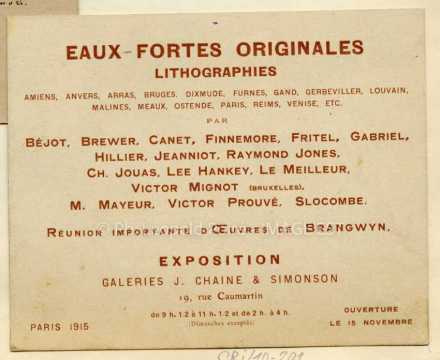 EAUX-FORTES ORIGINALES
LITHOGRAPHIES
AMIENS, ANVERS, ARRAS, BRUGES, DIXMUDE, FURNES, GAND, GERBEVILLER, LOUVAIN,
MALINES, MEAUX, OSTENDE, PARIS, REIMS, VENISE, ETC.
PAR
BÉJOT, BREWER, CANET, FINNEMORE, FRITEL, GABRIEL,
HILLIER, JEANNIOT, RAYMOND JONES,
CH. JOUAS, LEE HANKEY, LE MEILLEUR,
VICTOR MIGNOT (BRUXELLES),
M. MAYEUR, VICTOR PROUVÉ, SLOCOMBE.
RÉUNION IMPORTANTE D'ŒUVRES DE BRANGWYN.
EXPOSITION
GALERIES J. CHAINE & SIMONSON
19, rue Caumartin
de 9 h. 1/2 à 11 h. 1/2 et de 2 h. à 4 h.
(Dimanches exceptés)
PARIS 1915
OUVERTURE
LE 15 NOVEMBRE